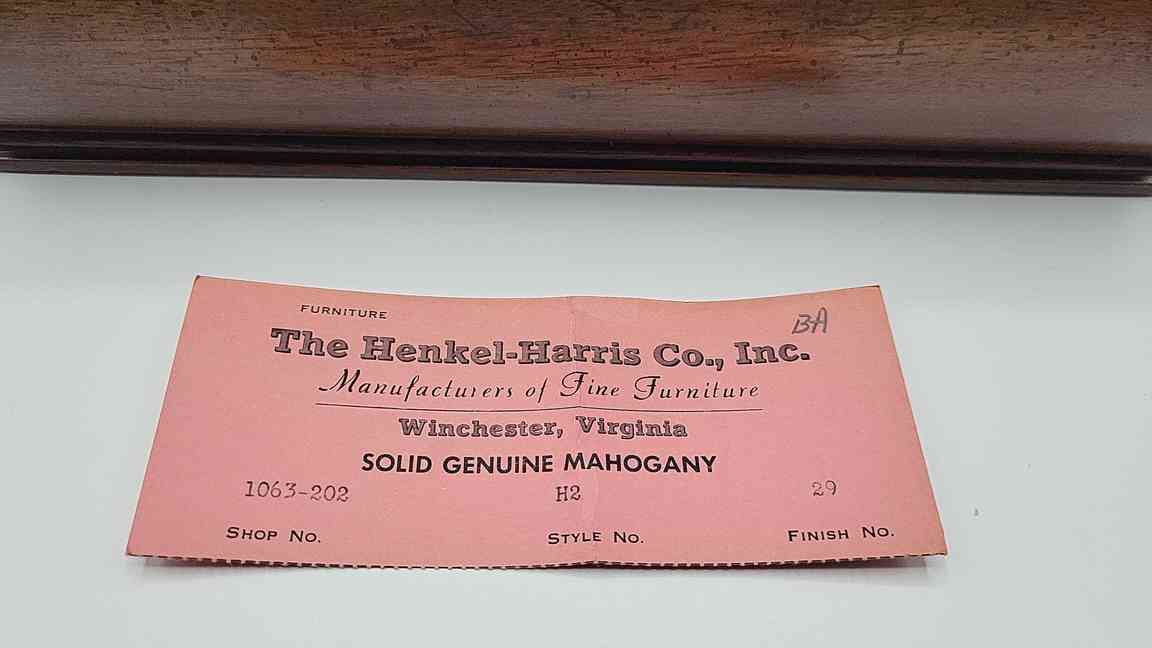 FURNITURE
BA
The Henkel-Harris Co., Inc.
Manufacturers of Fine Furniture
Winchester, Virginia
SOLID GENUINE MAHOGANY
1063-202 H2 29
SHOP NO. STYLE NO. FINISH NO.